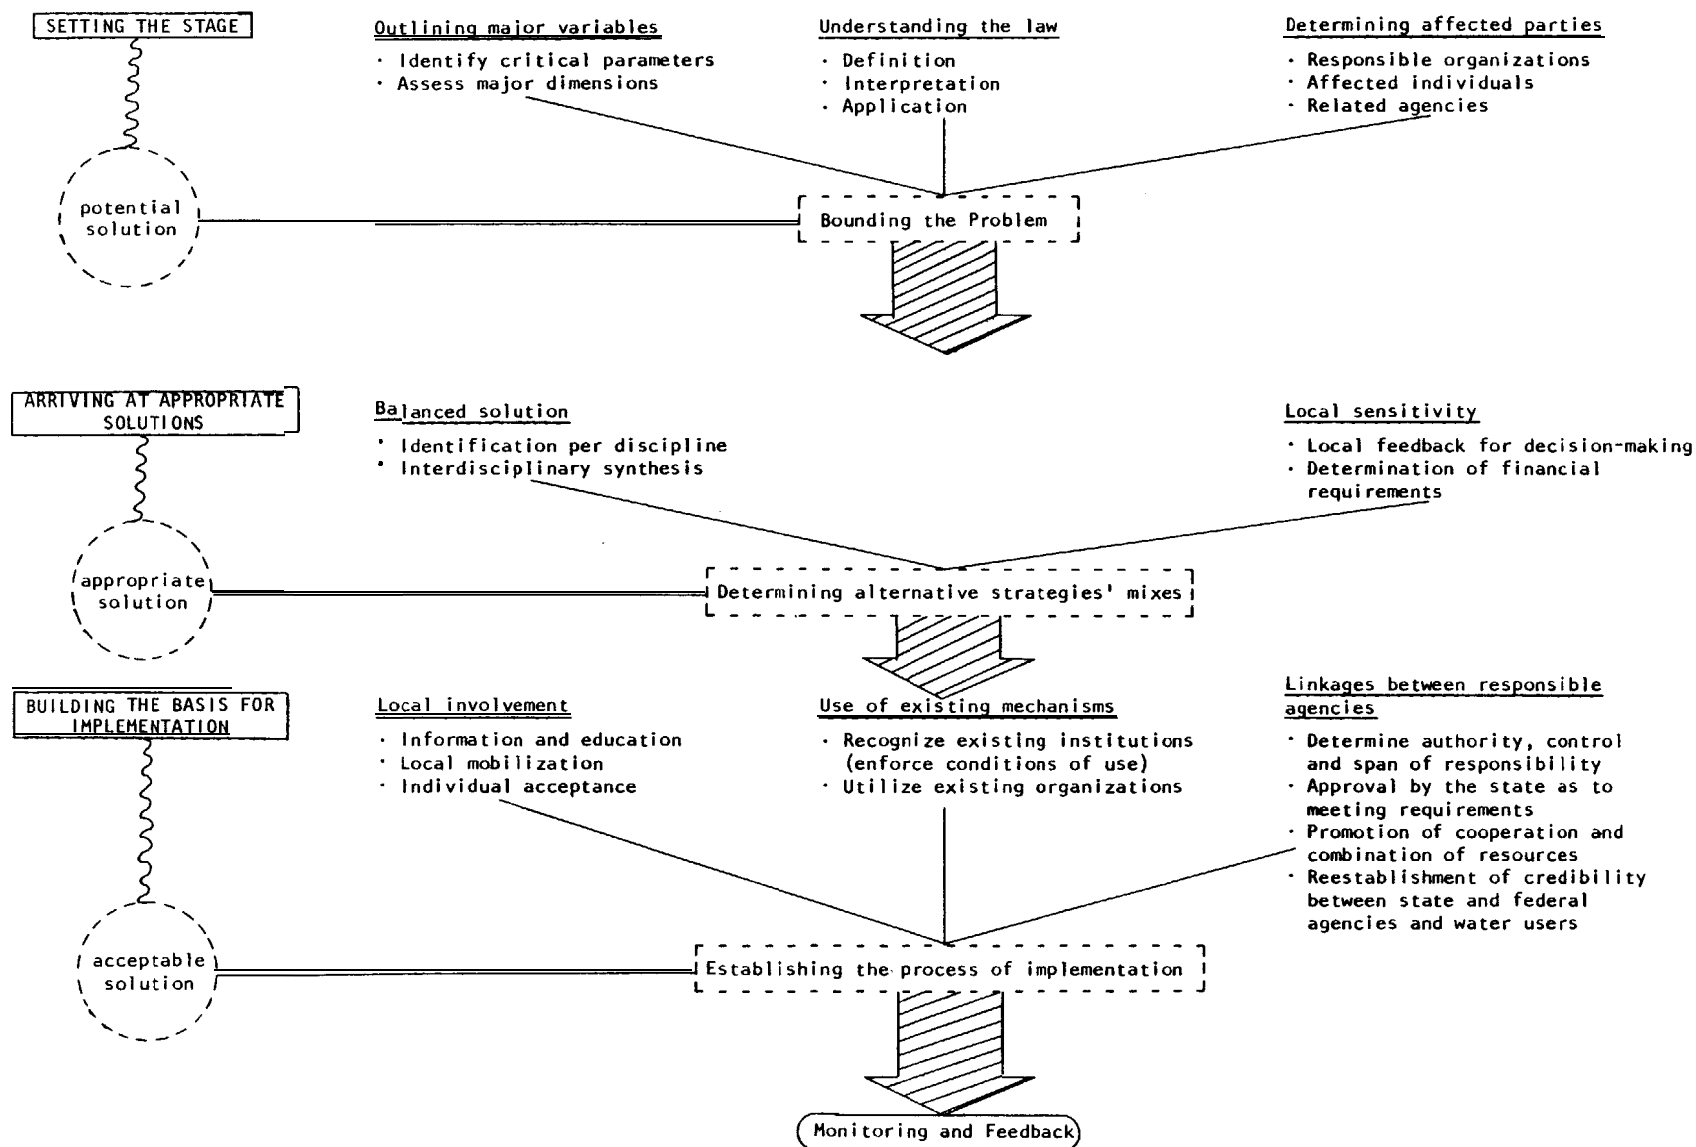 SETTING THE STAGE
Outlining major variables
· Identify critical parameters
· Assess major dimensions
Understanding the law
· Definition
· Interpretation
· Application
Determining affected parties
· Responsible organizations
· Affected individuals
· Related agencies
potential
solution
Bounding the Problem
ARRIVING AT APPROPRIATE
SOLUTIONS
Balanced solution
· Identification per discipline
· Interdisciplinary synthesis
Local sensitivity
· Local feedback for decision-making
· Determination of financial
requirements
appropriate
solution
Determining alternative strategies' mixes
BUILDING THE BASIS FOR
IMPLEMENTATION
Local involvement
· Information and education
· Local mobilization
· Individual acceptance
Use of existing mechanisms
· Recognize existing institutions
(enforce conditions of use)
· Utilize existing organizations
Linkages between responsible
agencies
· Determine authority, control
and span of responsibility
· Approval by the state as to
meeting requirements
· Promotion of cooperation and
combination of resources
· Reestablishment of credibility
between state and federal
agencies and water users
acceptable
solution
Establishing the process of implementation
Monitoring and Feedback